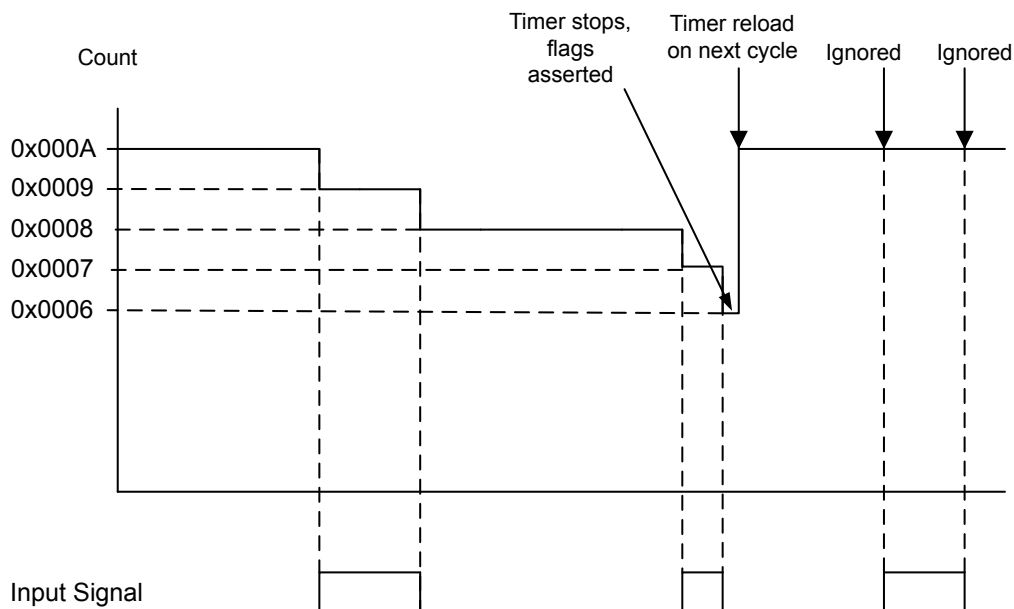 Timer stops,
flags
asserted
Timer reload
on next cycle
Ignored
Ignored
Count
0x000A
0x0009
0x0008
0x0007
0x0006
Input Signal